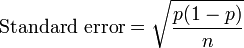 Standard error = √(p(1 − p)/n)